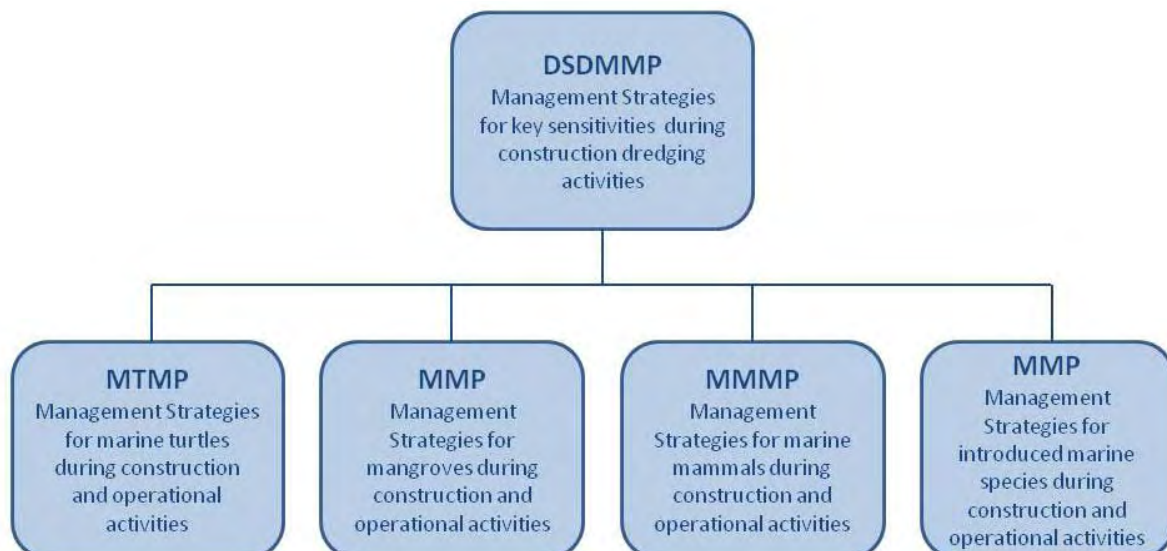 DSDMMP
Management Strategies
for key sensitivities during
construction dredging
activities
MTMP
Management Strategies
for marine turtles
during construction
and operational
activities
MMP
Management
Strategies for
mangroves during
construction and
operational activities
MMMP
Management
Strategies for marine
mammals during
construction and
operational activities
MMP
Management
Strategies for
introduced marine
species during
construction and
operational activities